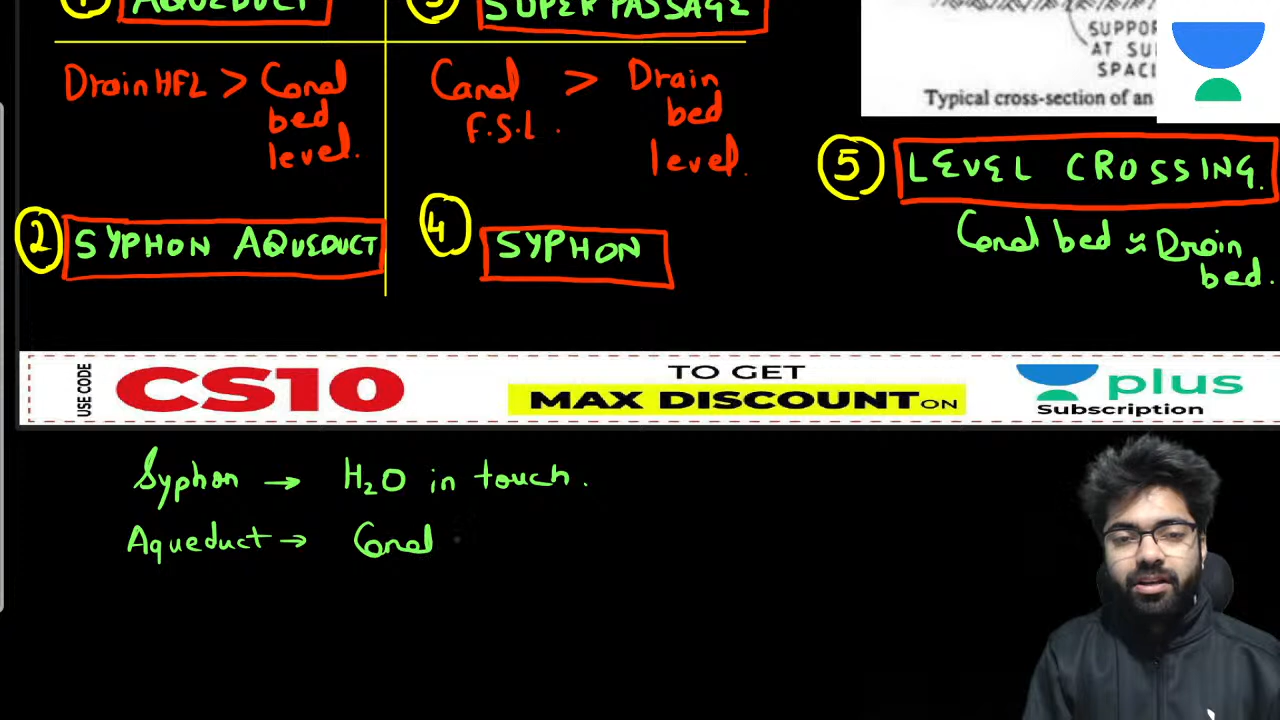 1 AQUEDUCT
3 SUPER PASSAGE
Drain HFL > Canal bed level.
Canal F.S.L. > Drain bed level.
2 SYPHON AQUEDUCT
4 SYPHON
SUPPOR
AT SU
SPACI
Typical cross-section of an
5 LEVEL CROSSING.
Canal bed ≈ Drain bed.
USE CODE
CS10
TO GET
MAX DISCOUNT ON
plus
Subscription
Syphon → H2O in touch.
Aqueduct → Canal